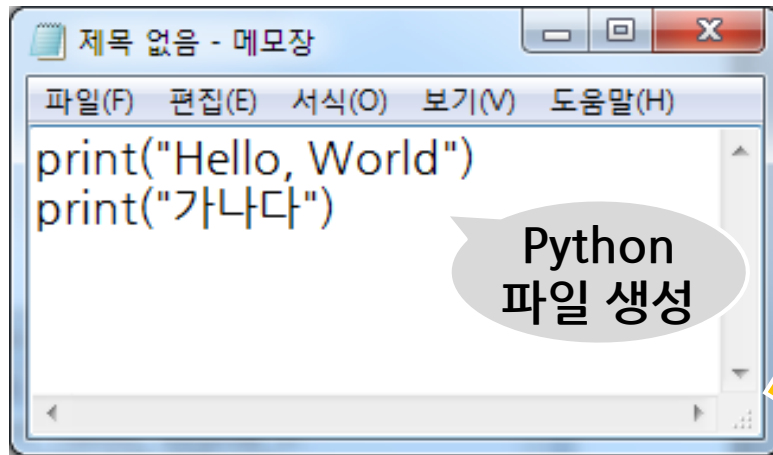 제목 없음 - 메모장
파일(F) 편집(E) 서식(O) 보기(V) 도움말(H)
print("Hello, World")
print("가나다")
Python
파일 생성